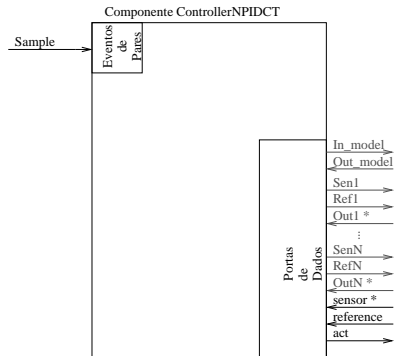 Componente ControllerNPIDCT
Sample
Eventos
de
Pares
In_model
Out_model
Sen1
Ref1
Out1 *
...
SenN
RefN
OutN *
sensor *
reference
act
Portas
de
Dados